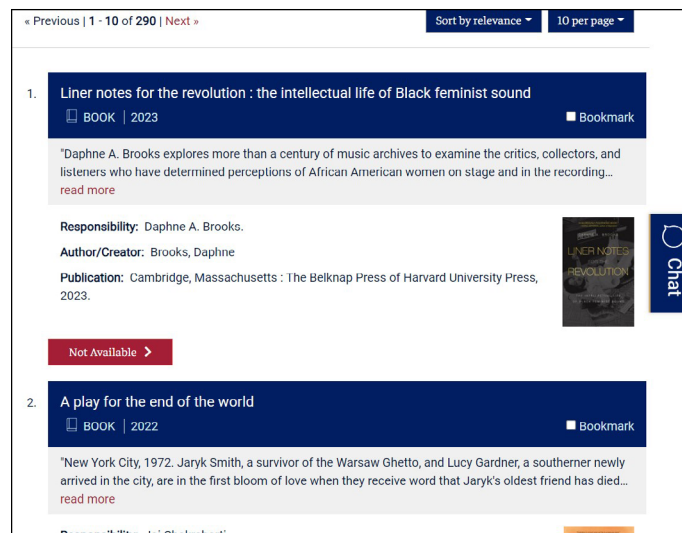 « Previous | 1 - 10 of 290 | Next »
Sort by relevance
10 per page
1.
Liner notes for the revolution : the intellectual life of Black feminist sound
BOOK | 2023
Bookmark
"Daphne A. Brooks explores more than a century of music archives to examine the critics, collectors, and
listeners who have determined perceptions of African American women on stage and in the recording...
read more
Responsibility: Daphne A. Brooks.
Author/Creator: Brooks, Daphne
Publication: Cambridge, Massachusetts : The Belknap Press of Harvard University Press,
2023.
LINER NOTES
REVOLUTION
Chat
Not Available
2.
A play for the end of the world
BOOK | 2022
Bookmark
"New York City, 1972. Jaryk Smith, a survivor of the Warsaw Ghetto, and Lucy Gardner, a southerner newly
arrived in the city, are in the first bloom of love when they receive word that Jaryk's oldest friend has died...
read more